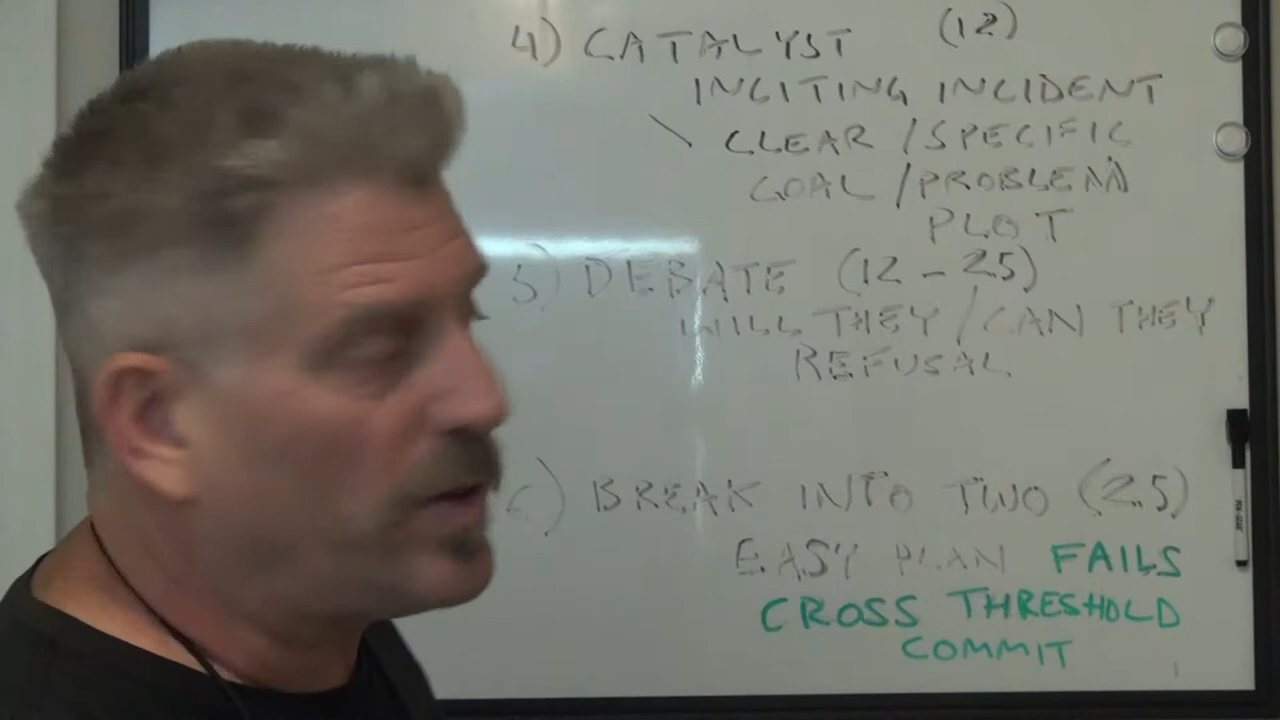 4) CATALYST (12)
INCITING INCIDENT
CLEAR / SPECIFIC
GOAL / PROBLEM
PLOT
5) DEBATE (12 - 25)
WILL THEY / CAN THEY
REFUSAL
6) BREAK INTO TWO (25)
EASY PLAN FAILS
CROSS THRESHOLD
COMMIT